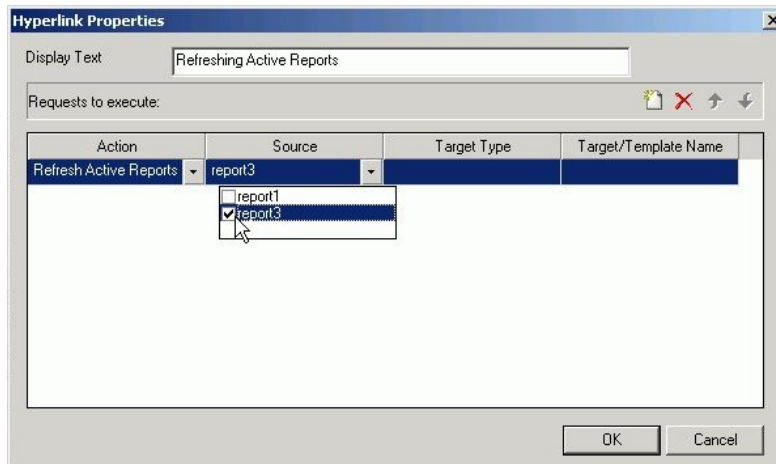 Hyperlink Properties
Display Text
Refreshing Active Reports
Requests to execute:
Action Source Target Type Target/Template Name
Refresh Active Reports report3
report1
report3
OK Cancel